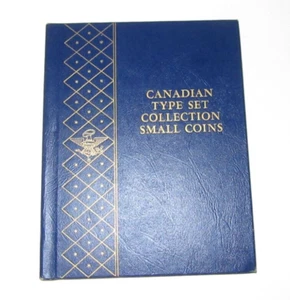 CANADIAN
TYPE SET
COLLECTION
SMALL COINS